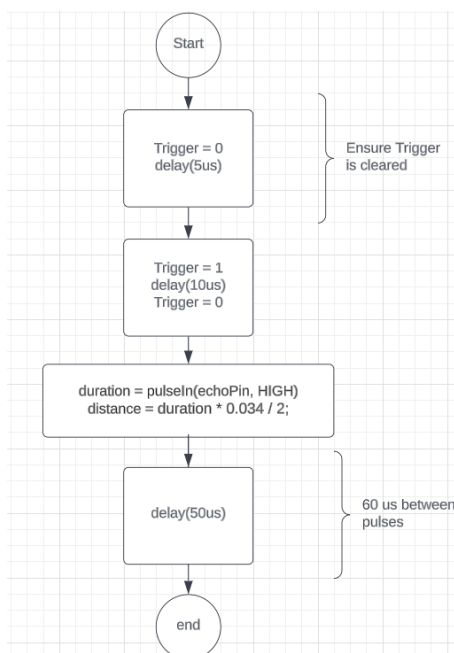 Start
Trigger = 0
delay(5us)
Ensure Trigger
is cleared
Trigger = 1
delay(10us)
Trigger = 0
duration = pulseIn(echoPin, HIGH)
distance = duration * 0.034 / 2;
delay(50us)
60 us between
pulses
end